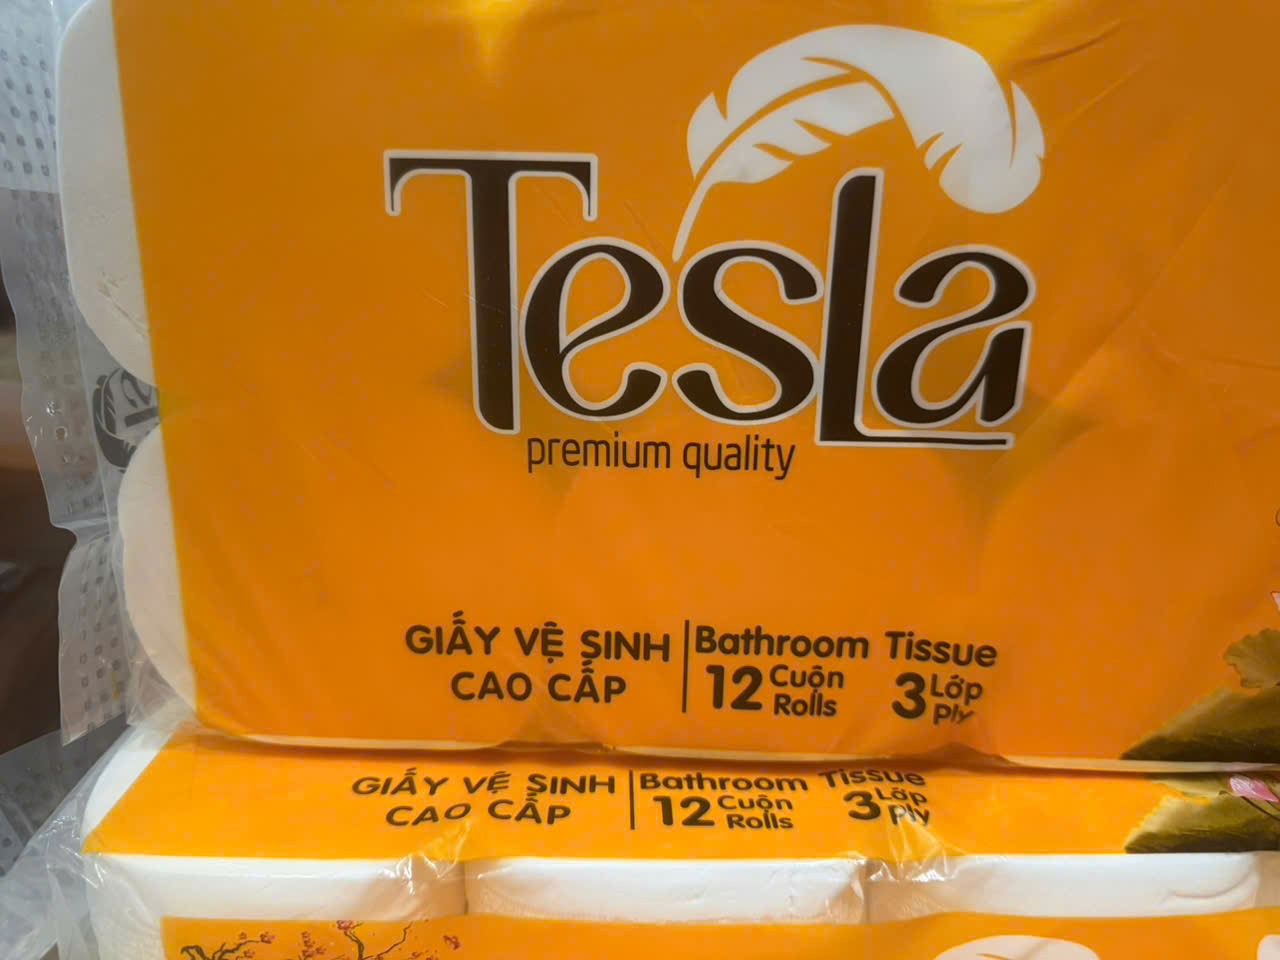 Tesla
premium quality
GIẤY VỆ SINH
CAO CẤP
Bathroom Tissue
12 Cuộn Rolls 3 Lớp Ply
GIẤY VỆ SINH
CAO CẤP
Bathroom Tissue
12 Cuộn Rolls 3 Lớp Ply